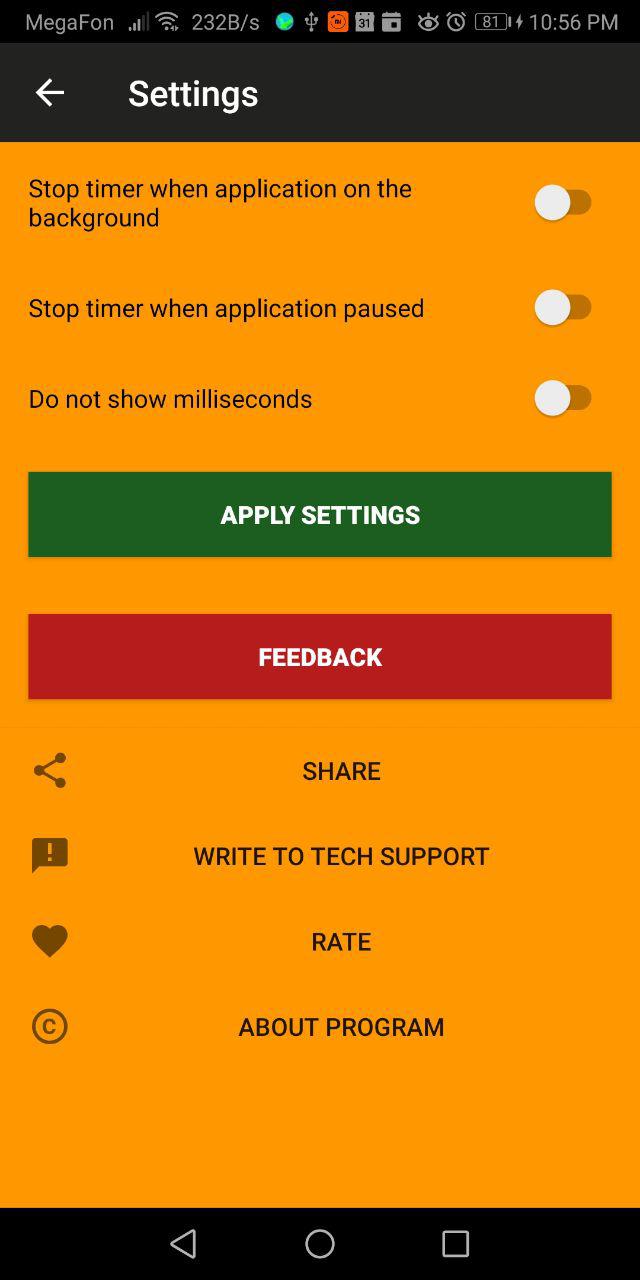 MegaFon 232B/s 31 81 10:56 PM
Settings
Stop timer when application on the
background
Stop timer when application paused
Do not show milliseconds
APPLY SETTINGS
FEEDBACK
SHARE
WRITE TO TECH SUPPORT
RATE
ABOUT PROGRAM